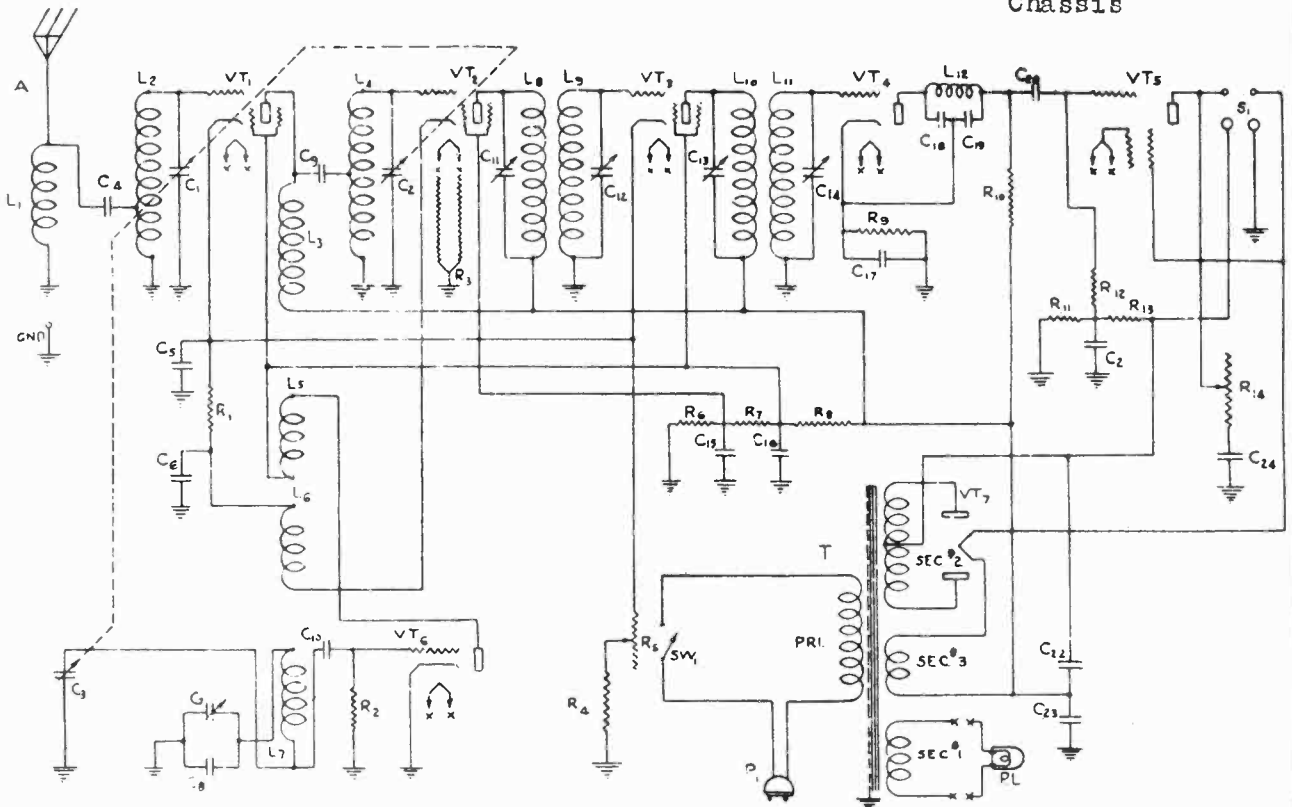 Chassis
A
L2
VT1
L4
VT2
L8
L9
VT3
L10
L11
VT4
L12
C20
VT5
S1
L1
C4
C1
C9
C2
C11
C12
C13
C14
C18
C19
x x
x x
x x
x x
x x
L3
R3
R9
C17
R10
R12
R11
R13
C2
GND
C5
R1
L5
C6
L6
R6
R7
R8
C15
C16
R14
C24
VT7
T
SEC #2
C10
VT6
R5
SW1
PRI.
SEC #3
C22
C3
G
L7
R2
x x
R4
C23
8
P1
SEC #1
x x
x x
PL